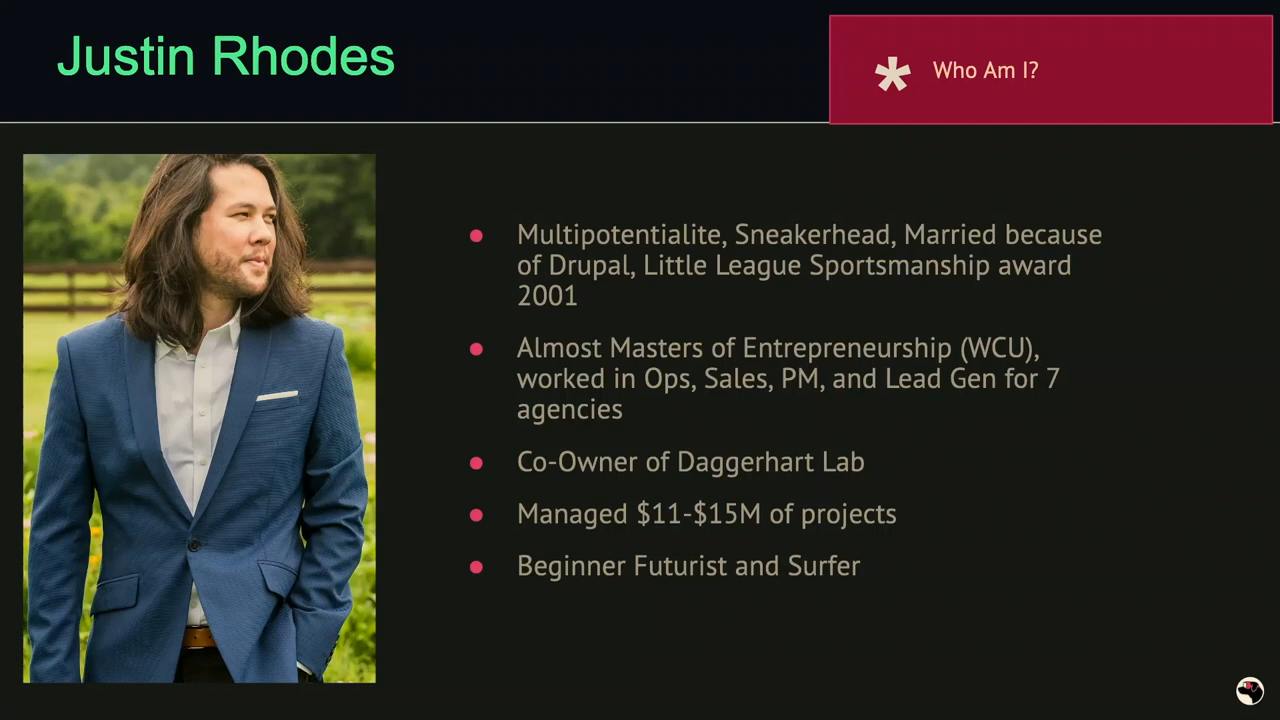 Justin Rhodes
* Who Am I?
● Multipotentialite, Sneakerhead, Married because
of Drupal, Little League Sportsmanship award
2001
● Almost Masters of Entrepreneurship (WCU),
worked in Ops, Sales, PM, and Lead Gen for 7
agencies
● Co-Owner of Daggerhart Lab
● Managed $11-$15M of projects
● Beginner Futurist and Surfer